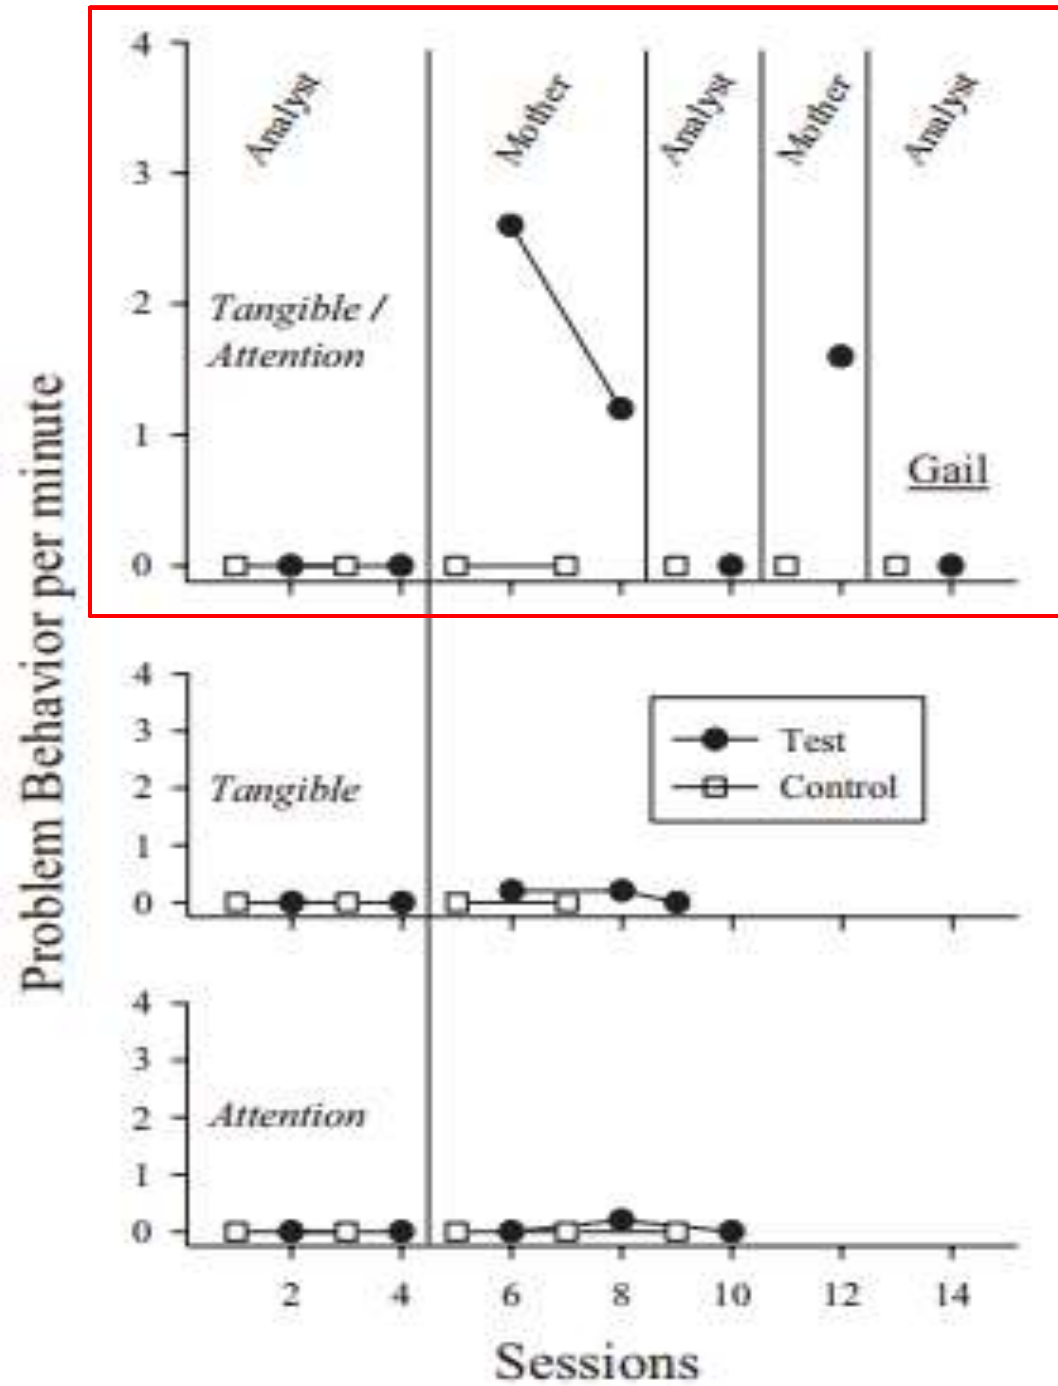 Problem Behavior per minute
4
3
2
1
0
Analyst
Mother
Analyst
Mother
Analyst
Tangible /
Attention
Gail
4
3
2
1
0
Tangible
Test
Control
4
3
2
1
0
Attention
2 4 6 8 10 12 14
Sessions